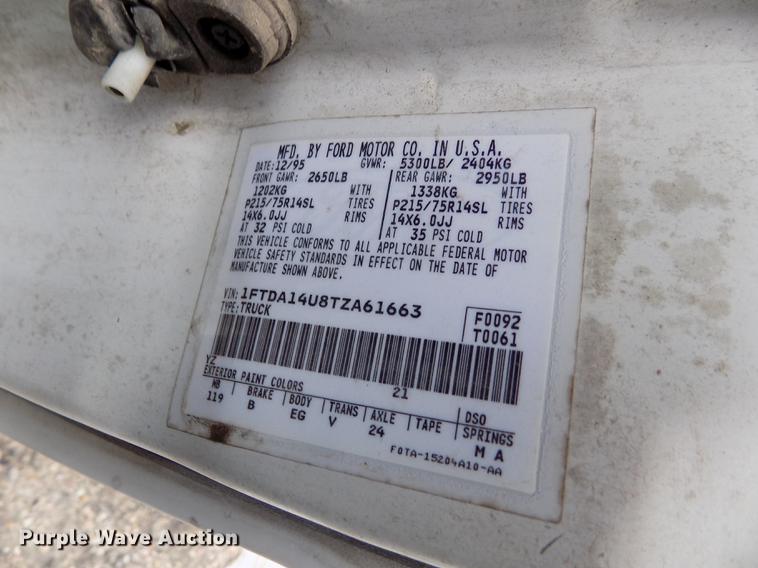 MFD. BY FORD MOTOR CO. IN U.S.A.
DATE: 12/95 GVWR: 5300LB/ 2404KG
FRONT GAWR: 2650LB REAR GAWR: 2950LB
1202KG WITH 1338KG WITH
P215/75R14SL TIRES P215/75R14SL TIRES
14X6.0JJ RIMS 14X6.0JJ RIMS
AT 32 PSI COLD AT 35 PSI COLD
THIS VEHICLE CONFORMS TO ALL APPLICABLE FEDERAL MOTOR
VEHICLE SAFETY STANDARDS IN EFFECT ON THE DATE OF
MANUFACTURE SHOWN ABOVE.
VIN: 1FTDA14U8TZA61663 F0092
TYPE: TRUCK T0061
YZ
EXTERIOR PAINT COLORS 21 DSO
WB BRAKE BODY TRANS AXLE TAPE SPRINGS
119 B EG V 24 M A
F0TA-15204A10-AA
Purple Wave Auction